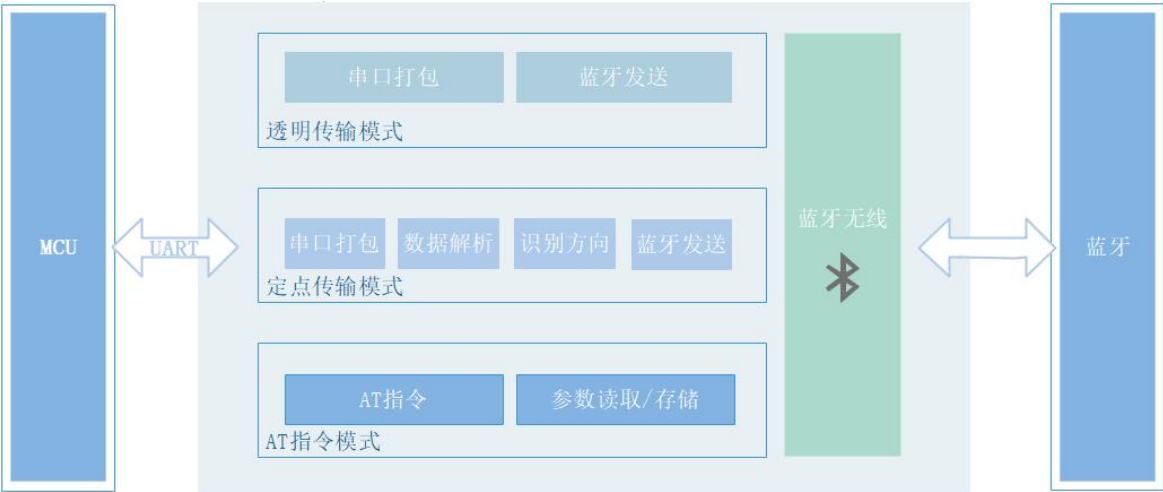 串口打包
蓝牙发送
透明传输模式
MCU
UART
串口打包
数据解析
识别方向
蓝牙发送
定点传输模式
AT指令
参数读取/存储
AT指令模式
蓝牙无线
蓝牙